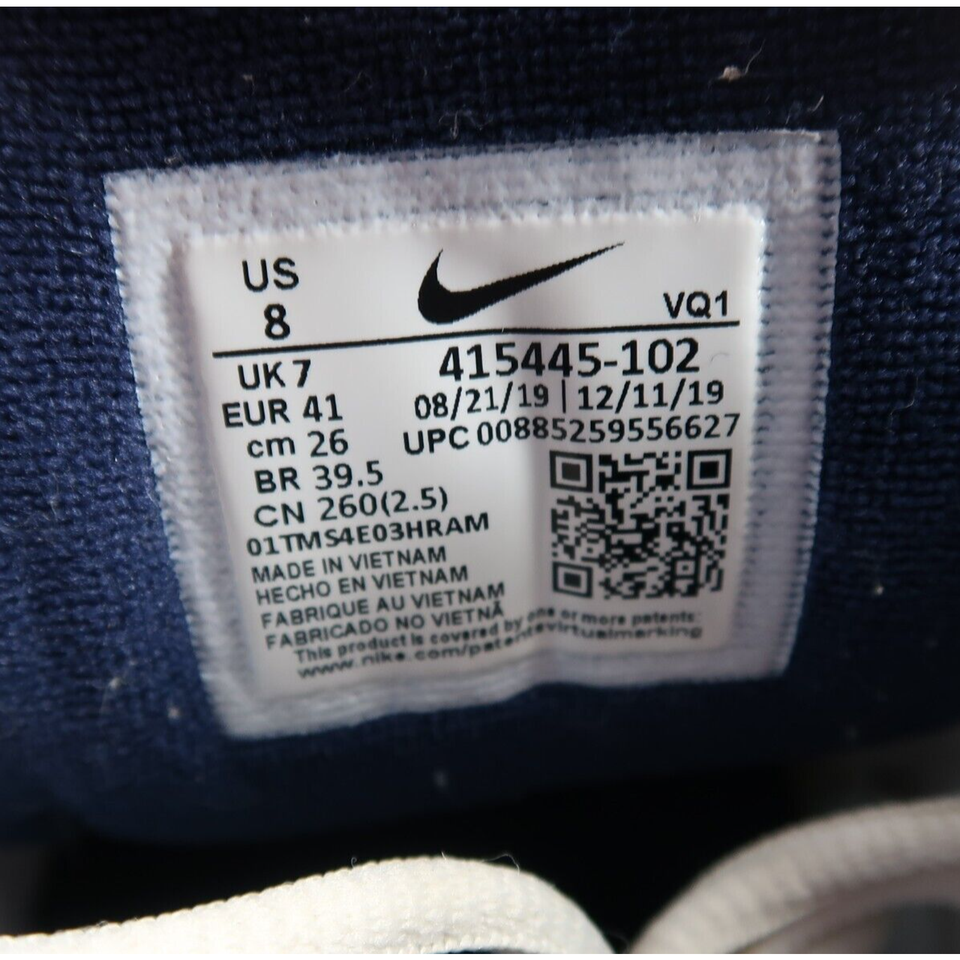 US
8
VQ1
UK 7
415445-102
EUR 41
08/21/19 | 12/11/19
cm 26
UPC 00885259556627
BR 39.5
CN 260(2.5)
01TMS4E03HRAM
MADE IN VIETNAM
HECHO EN VIETNAM
FABRIQUE AU VIETNAM
FABRICADO NO VIETNÃ
This product is covered by one or more patents:
www.nike.com/patentsvirtualmarking